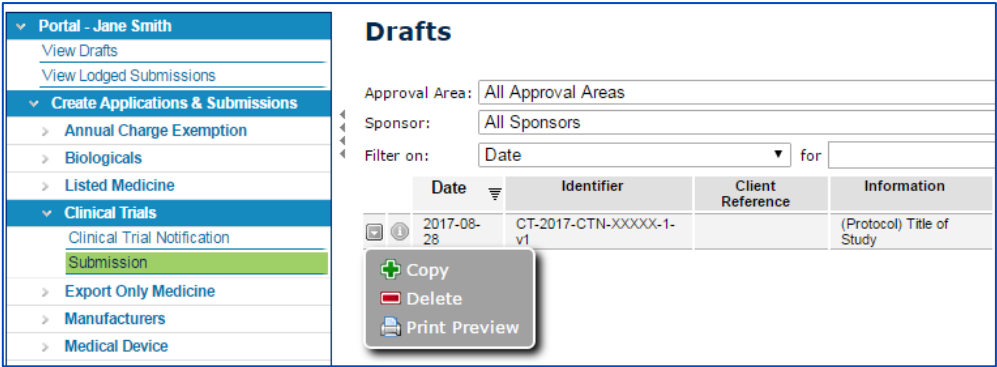 Portal - Jane Smith
View Drafts
View Lodged Submissions
Create Applications & Submissions
Annual Charge Exemption
Biologicals
Listed Medicine
Clinical Trials
Clinical Trial Notification
Submission
Export Only Medicine
Manufacturers
Medical Device
Drafts
Approval Area: All Approval Areas
Sponsor: All Sponsors
Filter on: Date for
Date Identifier Client Reference Information
2017-08-28 CT-2017-CTN-XXXXX-1-v1 (Protocol) Title of Study
Copy
Delete
Print Preview